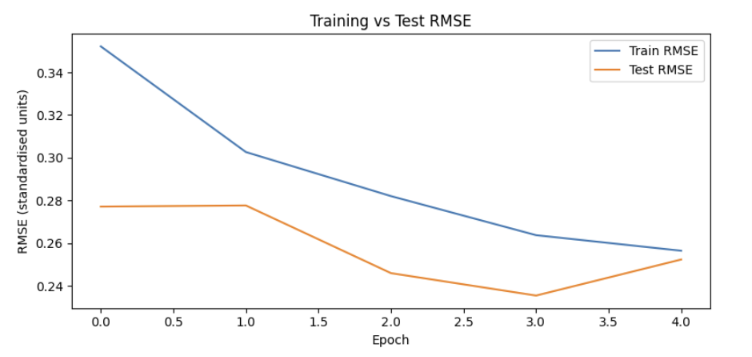 Training vs Test RMSE
Train RMSE
Test RMSE
RMSE (standardised units)
0.34
0.32
0.30
0.28
0.26
0.24
0.0 0.5 1.0 1.5 2.0 2.5 3.0 3.5 4.0
Epoch